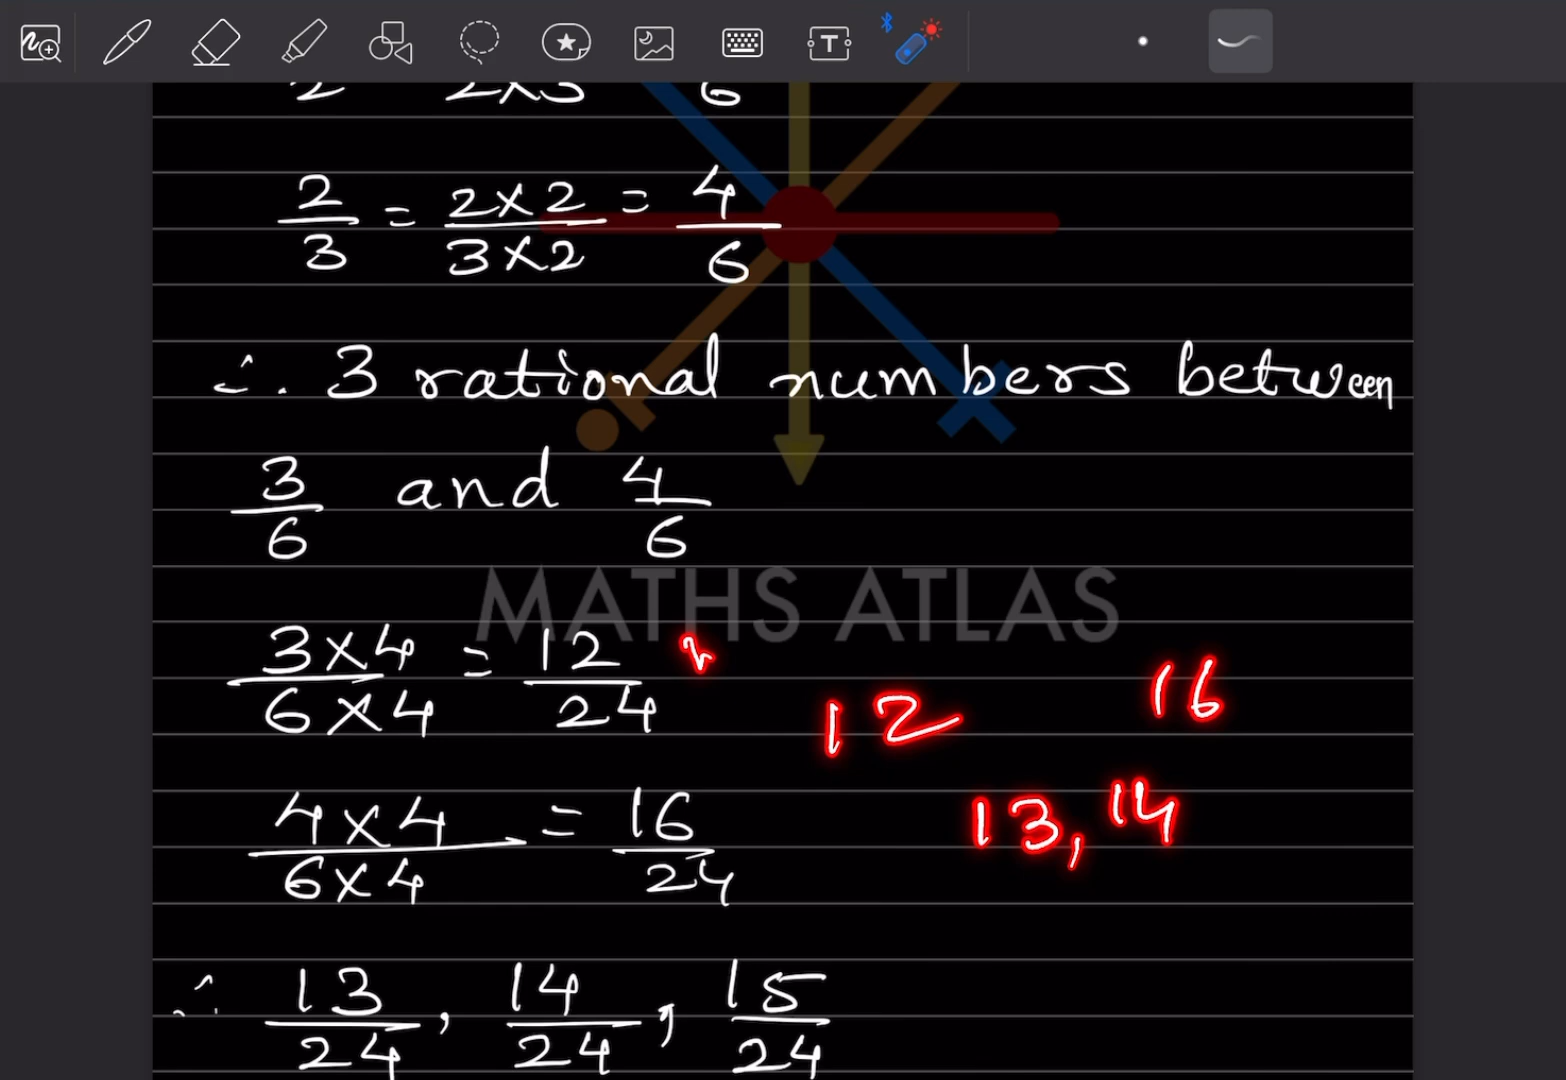 2/3 = 2×2/3×2 = 4/6
∴ 3 rational numbers between
3/6 and 4/6
MATHS ATLAS
3×4/6×4 = 12/24
12 16
4×4/6×4 = 16/24
13, 14
∴ 13/24, 14/24, 15/24